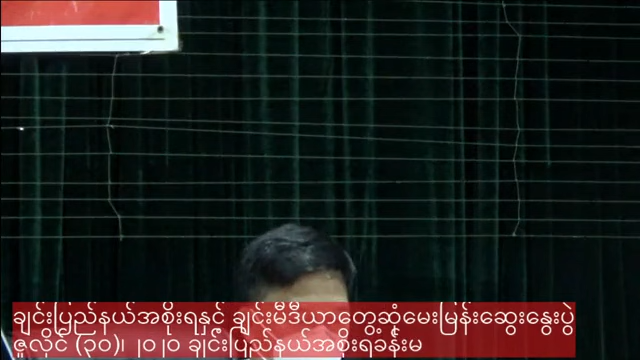 ချင်းပြည်နယ်အစိုးရနှင့် ချင်းမီဒီယာတွေ့ဆုံမေးမြန်းဆွေးနွေးပွဲ
ဇူလိုင် (၃၀)၊ ၂၀၂၀ ချင်းပြည်နယ်အစိုးရခန်းမ